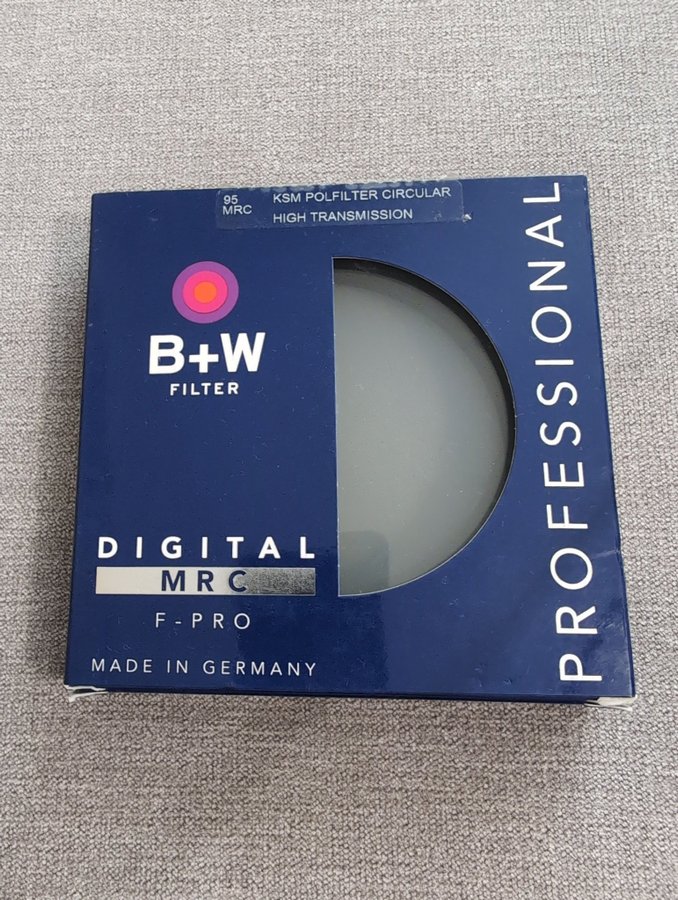 95 KSM POLFILTER CIRCULAR
MRC HIGH TRANSMISSION
B+W
FILTER
DIGITAL
MRC
F-PRO
MADE IN GERMANY
PROFESSIONAL